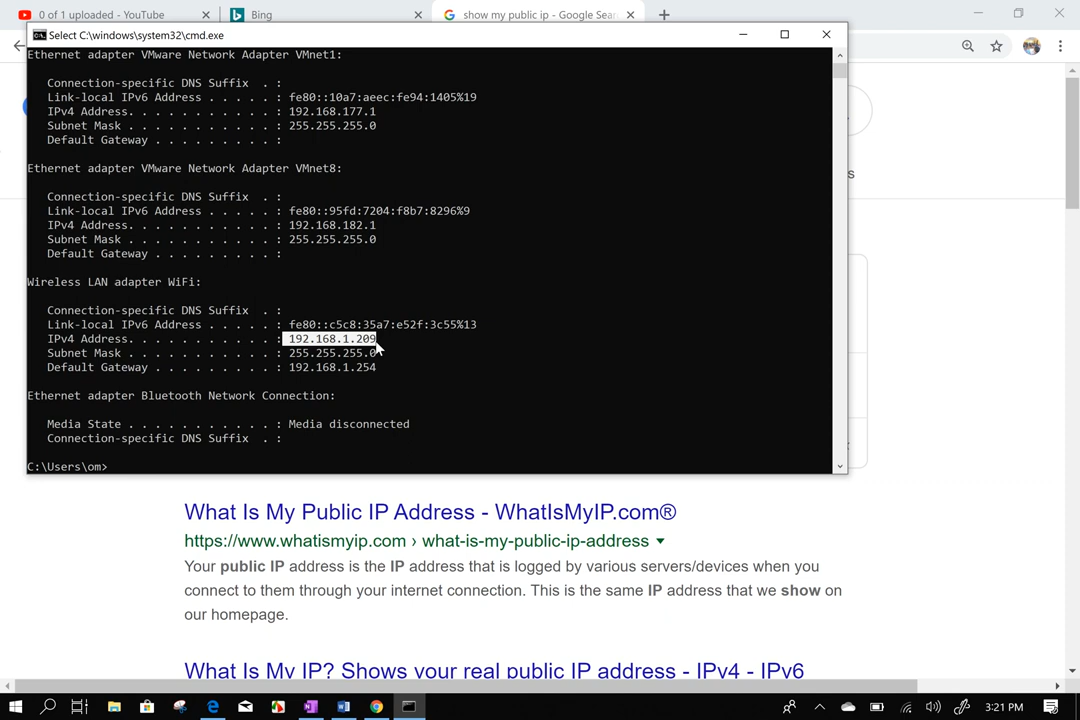 0 of 1 uploaded - YouTube
Bing
show my public ip - Google Sear
Select C:\windows\system32\cmd.exe
Ethernet adapter VMware Network Adapter VMnet1:
Connection-specific DNS Suffix . :
Link-local IPv6 Address . . . . . : fe80::10a7:aeec:fe94:1405%19
IPv4 Address. . . . . . . . . . . : 192.168.177.1
Subnet Mask . . . . . . . . . . . : 255.255.255.0
Default Gateway . . . . . . . . . :
Ethernet adapter VMware Network Adapter VMnet8:
Connection-specific DNS Suffix . :
Link-local IPv6 Address . . . . . : fe80::95fd:7204:f8b7:8296%9
IPv4 Address. . . . . . . . . . . : 192.168.182.1
Subnet Mask . . . . . . . . . . . : 255.255.255.0
Default Gateway . . . . . . . . . :
Wireless LAN adapter WiFi:
Connection-specific DNS Suffix . :
Link-local IPv6 Address . . . . . : fe80::c5c8:35a7:e52f:3c55%13
IPv4 Address. . . . . . . . . . . : 192.168.1.209
Subnet Mask . . . . . . . . . . . : 255.255.255.0
Default Gateway . . . . . . . . . : 192.168.1.254
Ethernet adapter Bluetooth Network Connection:
Media State . . . . . . . . . . . : Media disconnected
Connection-specific DNS Suffix . :
C:\Users\om>
s
What Is My Public IP Address - WhatIsMyIP.com®
https://www.whatismyip.com › what-is-my-public-ip-address
Your public IP address is the IP address that is logged by various servers/devices when you
connect to them through your internet connection. This is the same IP address that we show on
our homepage.
What Is My IP? Shows your real public IP address - IPv4 - IPv6
3:21 PM